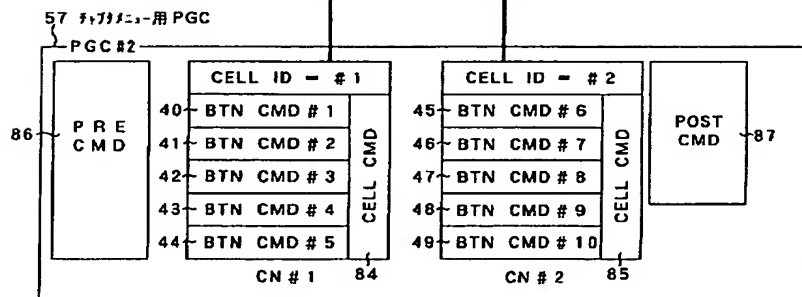 57 ﾁｬﾌﾟﾀﾒﾆｭｰ用 PGC
PGC #2
86
PRE
CMD
CELL ID - #1
40 BTN CMD #1
41 BTN CMD #2
42 BTN CMD #3
43 BTN CMD #4
44 BTN CMD #5
CELL CMD
CN #1
84
CELL ID - #2
45 BTN CMD #6
46 BTN CMD #7
47 BTN CMD #8
48 BTN CMD #9
49 BTN CMD #10
CELL CMD
CN #2
85
POST
CMD
87